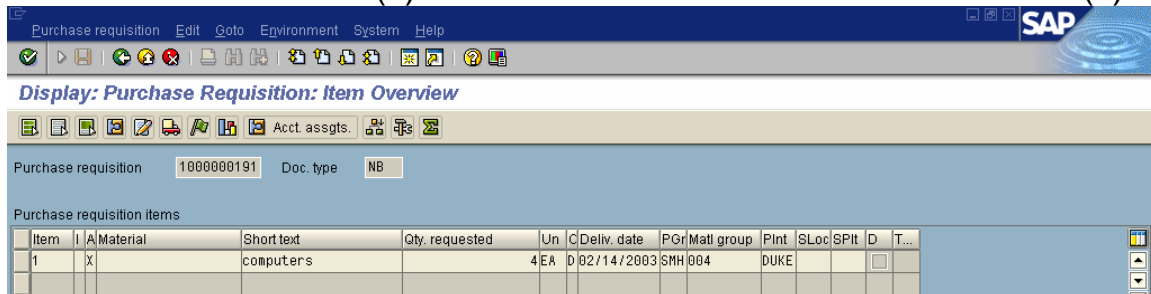 Purchase requisition Edit Goto Environment System Help
SAP
Display: Purchase Requisition: Item Overview
Acct. assgts.
Purchase requisition 1000000191 Doc. type NB
Purchase requisition items
Item I A Material Short text Qty. requested Un C Deliv. date PGr Matl group Plnt SLoc SPlt D T...
1 X computers 4 EA D 02/14/2003 SMH 004 DUKE